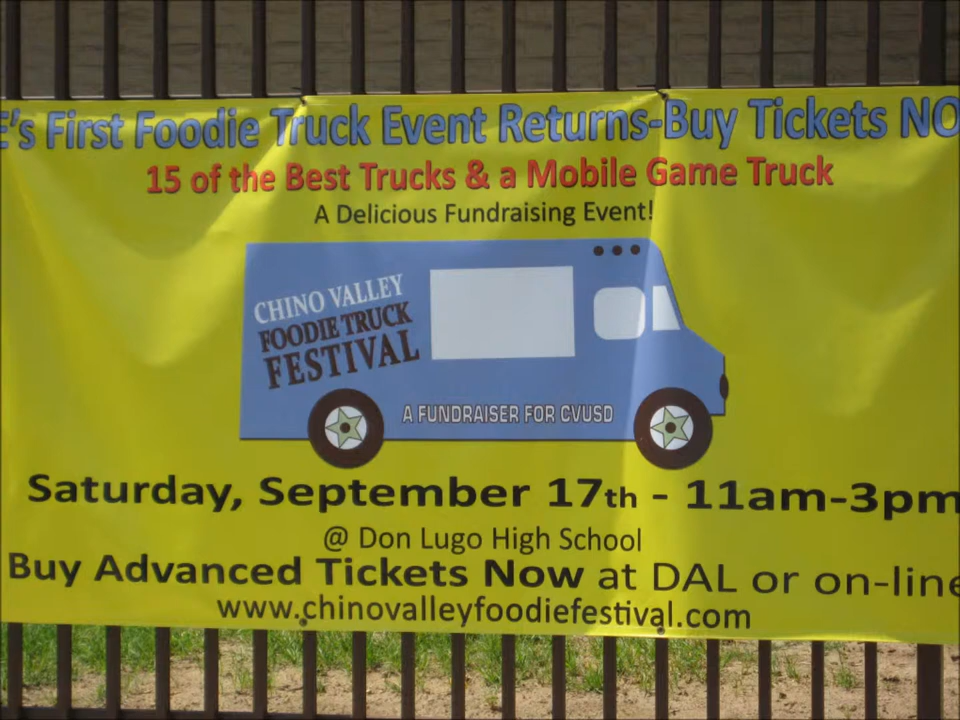 E's First Foodie Truck Event Returns-Buy Tickets NO
15 of the Best Trucks & a Mobile Game Truck
A Delicious Fundraising Event!
CHINO VALLEY
FOODIE TRUCK
FESTIVAL
A FUNDRAISER FOR CVUSD
Saturday, September 17th - 11am-3pm
@ Don Lugo High School
Buy Advanced Tickets Now at DAL or on-line
www.chinovalleyfoodiefestival.com